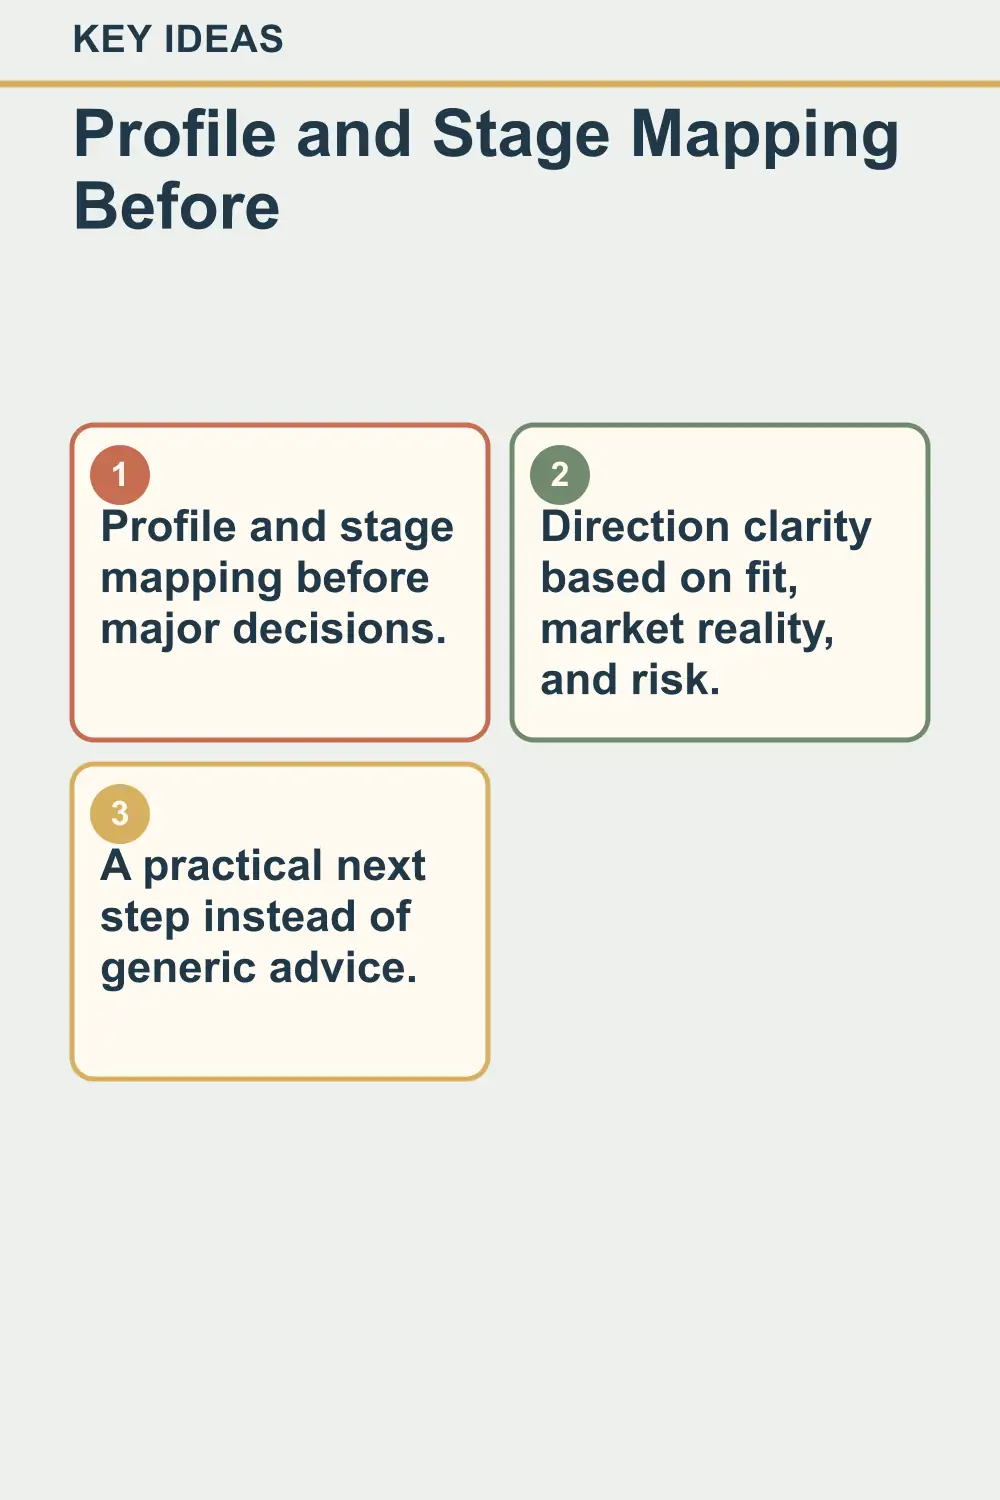 KEY IDEAS
Profile and Stage Mapping
Before
1
Profile and stage
mapping before
major decisions.
2
Direction clarity
based on fit,
market reality,
and risk.
3
A practical next
step instead of
generic advice.